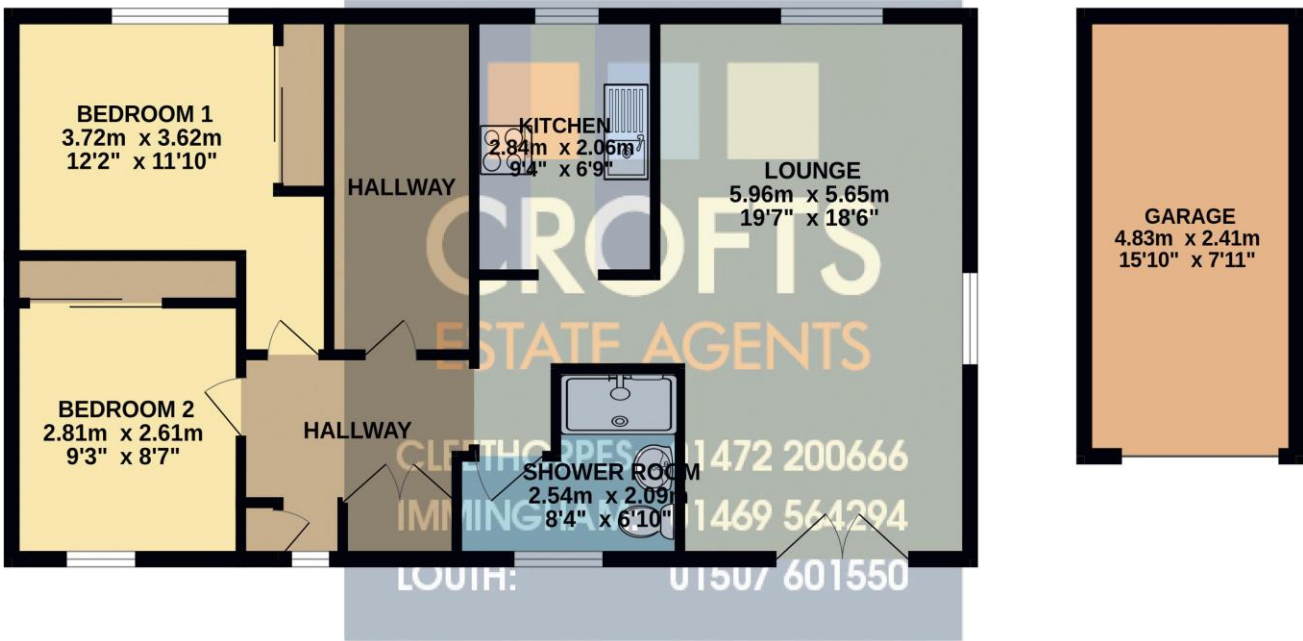 BEDROOM 1
3.72m x 3.62m
12'2" x 11'10"
HALLWAY
KITCHEN
2.84m x 2.06m
9'4" x 6'9"
LOUNGE
5.96m x 5.65m
19'7" x 18'6"
GARAGE
4.83m x 2.41m
15'10" x 7'11"
CROFTS
ESTATE AGENTS
BEDROOM 2
2.81m x 2.61m
9'3" x 8'7"
HALLWAY
CLEETHORPES: 01472 200666
SHOWER ROOM
2.54m x 2.09m
8'4" x 6'10"
IMMINGHAM: 01469 564294
LOUTH: 01507 601550